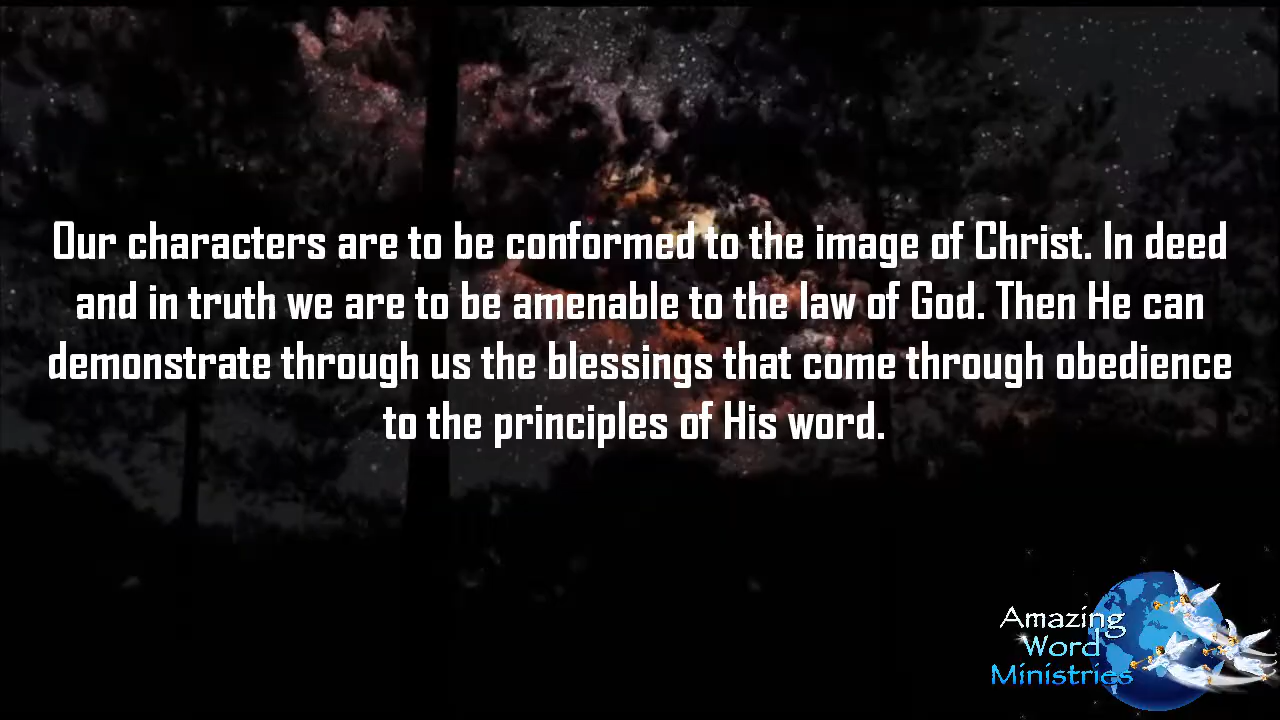 Our characters are to be conformed to the image of Christ. In deed
and in truth we are to be amenable to the law of God. Then He can
demonstrate through us the blessings that come through obedience
to the principles of His word.
Amazing
Word
Ministries